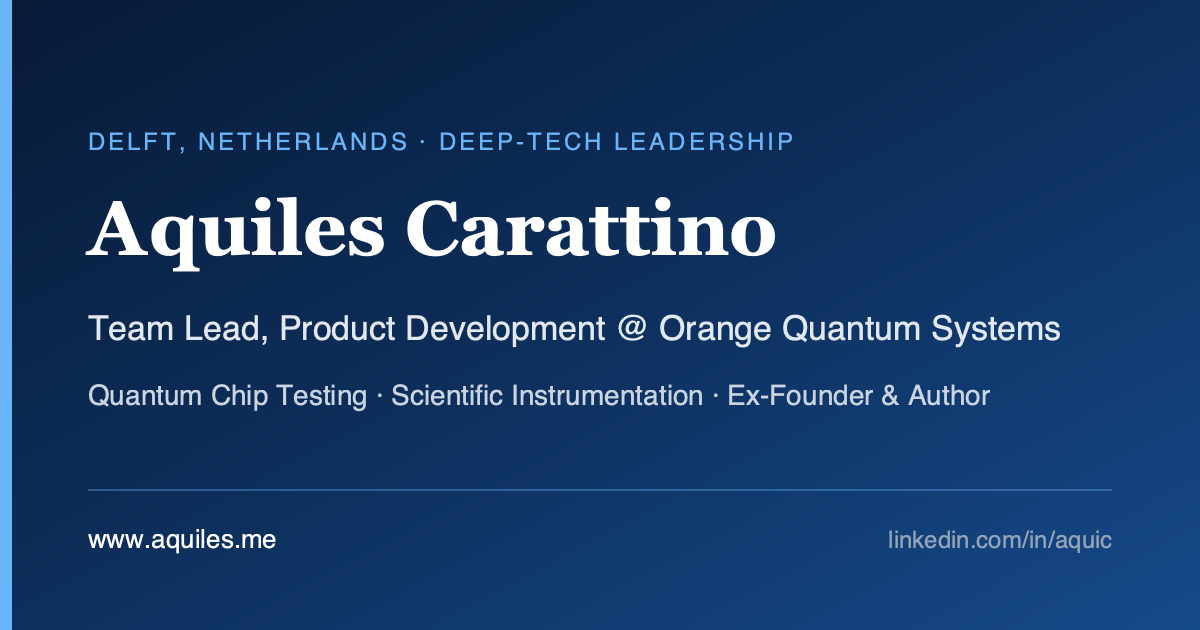 DELFT, NETHERLANDS · DEEP-TECH LEADERSHIP
Aquiles Carattino
Team Lead, Product Development @ Orange Quantum Systems
Quantum Chip Testing · Scientific Instrumentation · Ex-Founder & Author
www.aquiles.me
linkedin.com/in/aquic